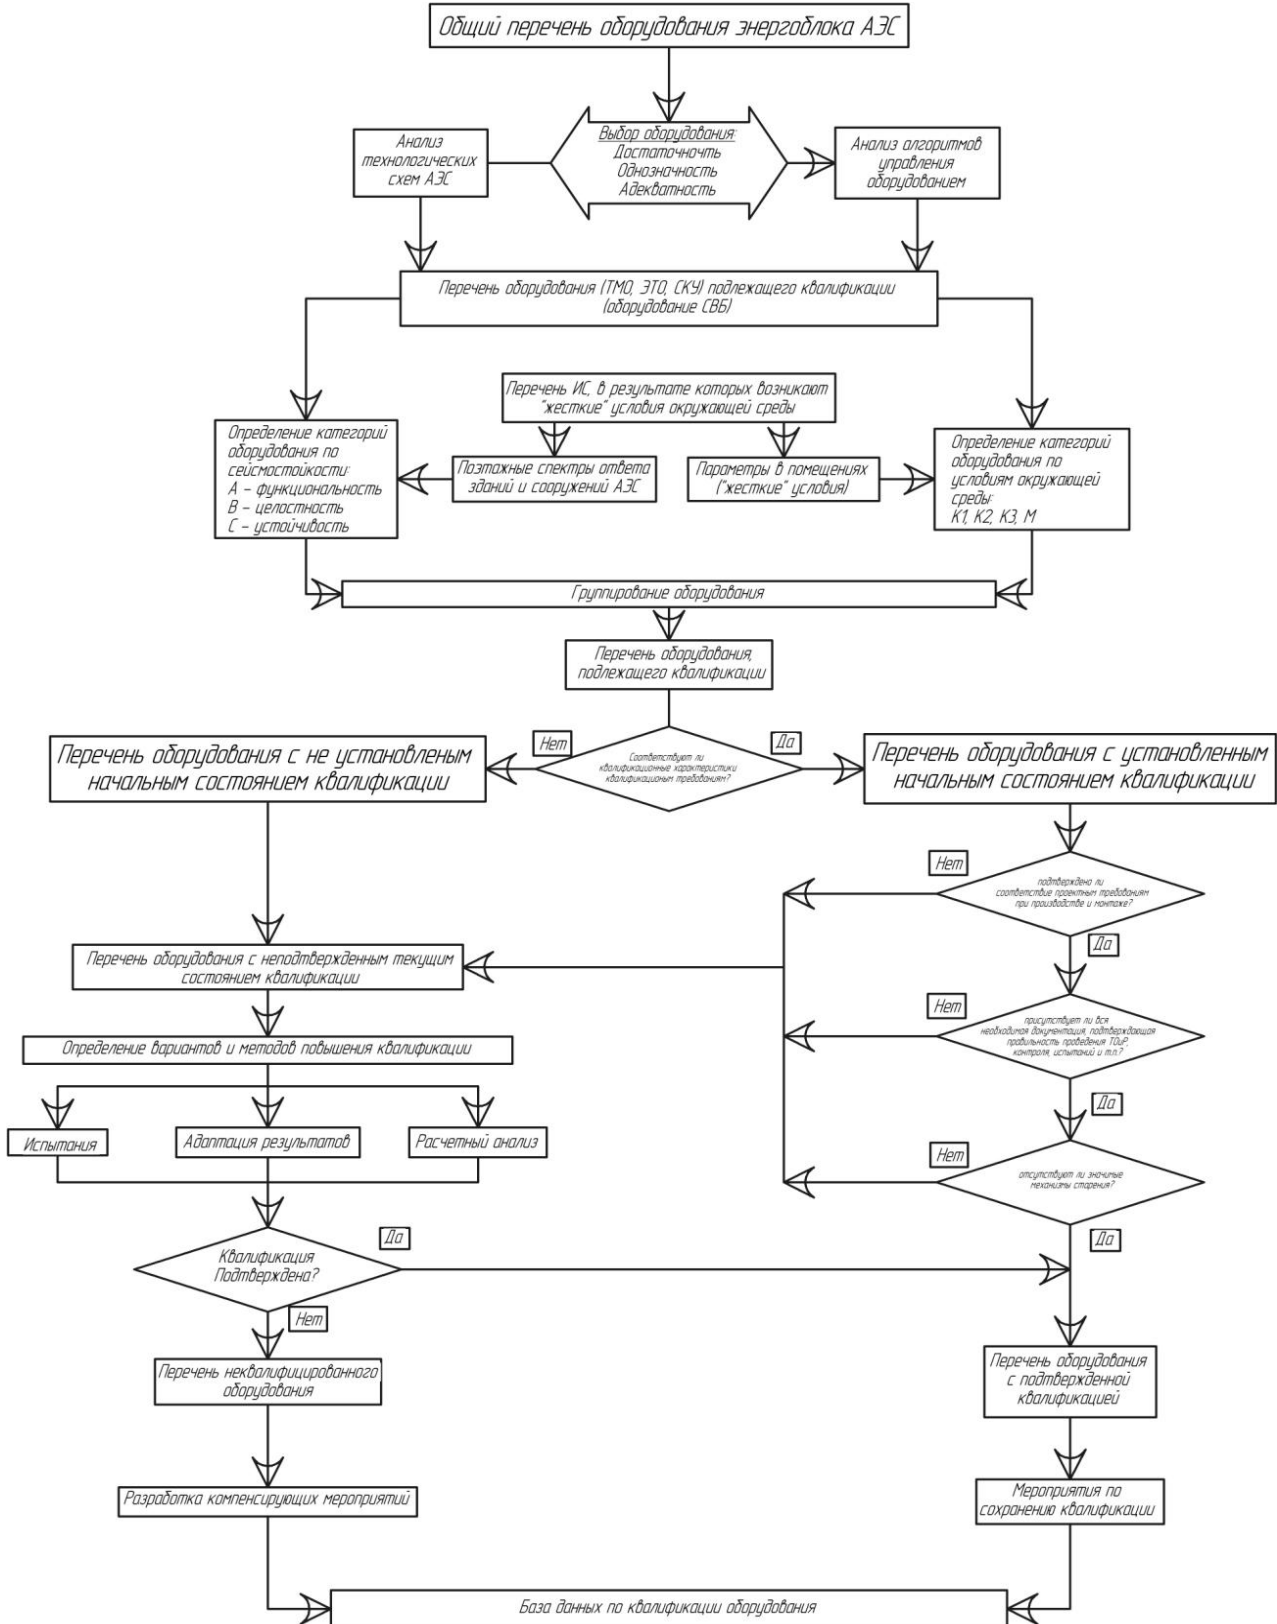 Общий перечень оборудования энергоблока АЭС
Анализ
технологических
схем АЭС
Выбор оборудования:
Достаточноть
Однозначность
Адекватность
Анализ алгоритмов
управления
оборудованием
Перечень оборудования (ТМО, ЭТО, СКУ) подлежащего квалификации
(оборудование СВБ)
Перечень ИС, в результате которых возникают
"жесткие" условия окружающей среды
Определение категорий
оборудования по
сейсмостойкости:
А – функциональность
В – целостность
С – устойчивость
Поэтажные спектры ответа
зданий и сооружений АЭС
Параметры в помещениях
("жесткие" условия)
Определение категорий
оборудования по
условиям окружающей
среды:
К1, К2, К3, М
Группирование оборудования
Перечень оборудования,
подлежащего квалификации
Нет
Да
Перечень оборудования с не установленым
начальным состоянием квалификации
Соответствуют ли
квалификационные характеристики
квалификационым требованиям?
Перечень оборудования с установленным
начальным состоянием квалификации
Нет
подтверждено ли
соответствие проектным требованиям
при производстве и монтаже?
Да
Перечень оборудования с неподтвержденным текущим
состоянием квалификации
Нет
присутствует ли вся
необходимая документация, подтверждающая
правильность проведения ТОиР,
контроля, испытаний и т.п.?
Определение вариантов и методов повышения квалификации
Да
Испытания
Адаптация результатов
Расчетный анализ
Нет
отсутствуют ли значимые
механизмы старения?
Да
Квалификация
Подтверждена?
Да
Нет
Перечень неквалифицированного
оборудования
Перечень оборудования
с подтвержденной
квалификацией
Разработка компенсирующих мероприятий
Мероприятия по
сохранению квалификации
База данных по квалификации оборудования